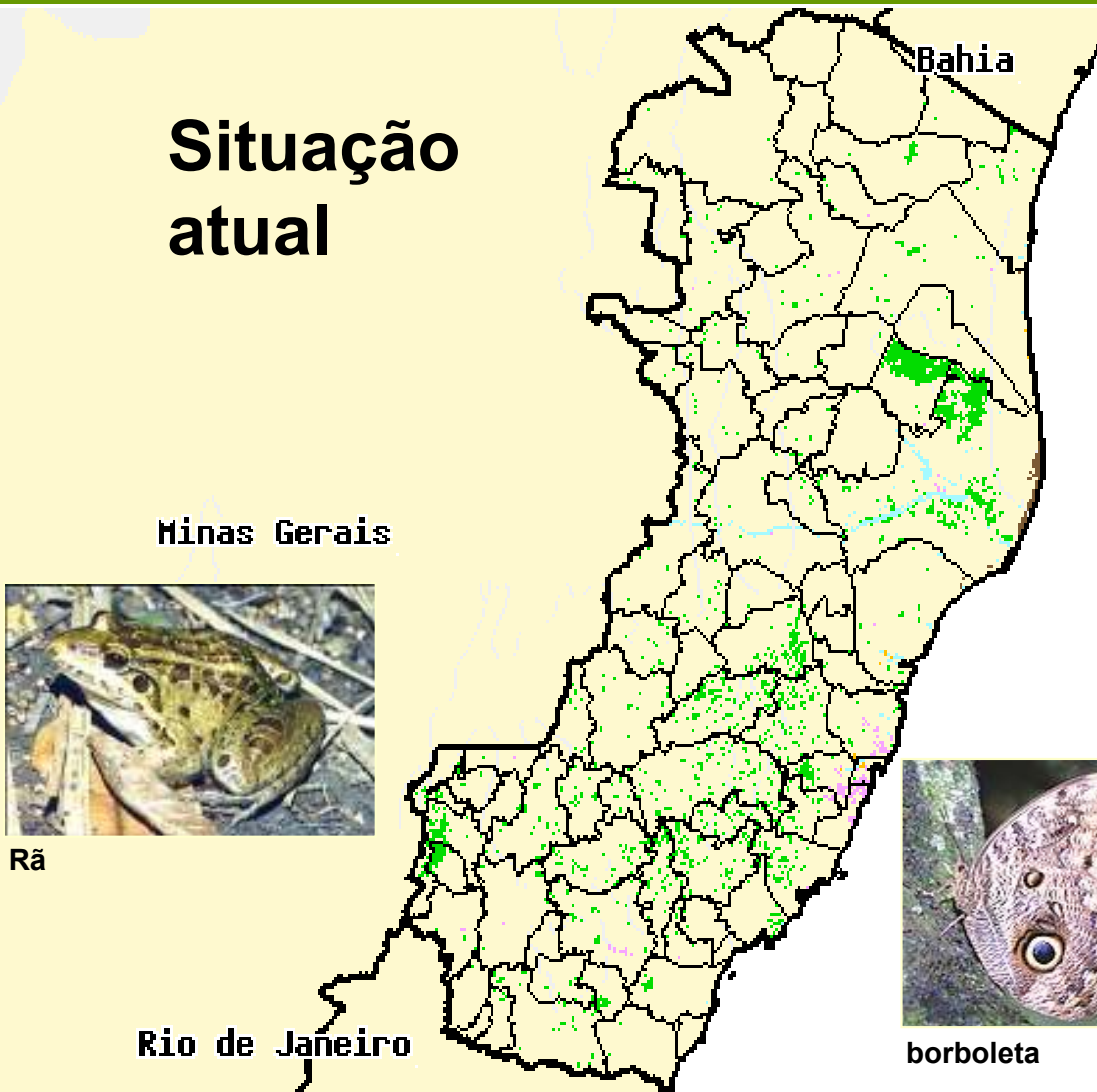 Bahia
Situação
atual
Minas Gerais
Rã
Rio de Janeiro
borboleta